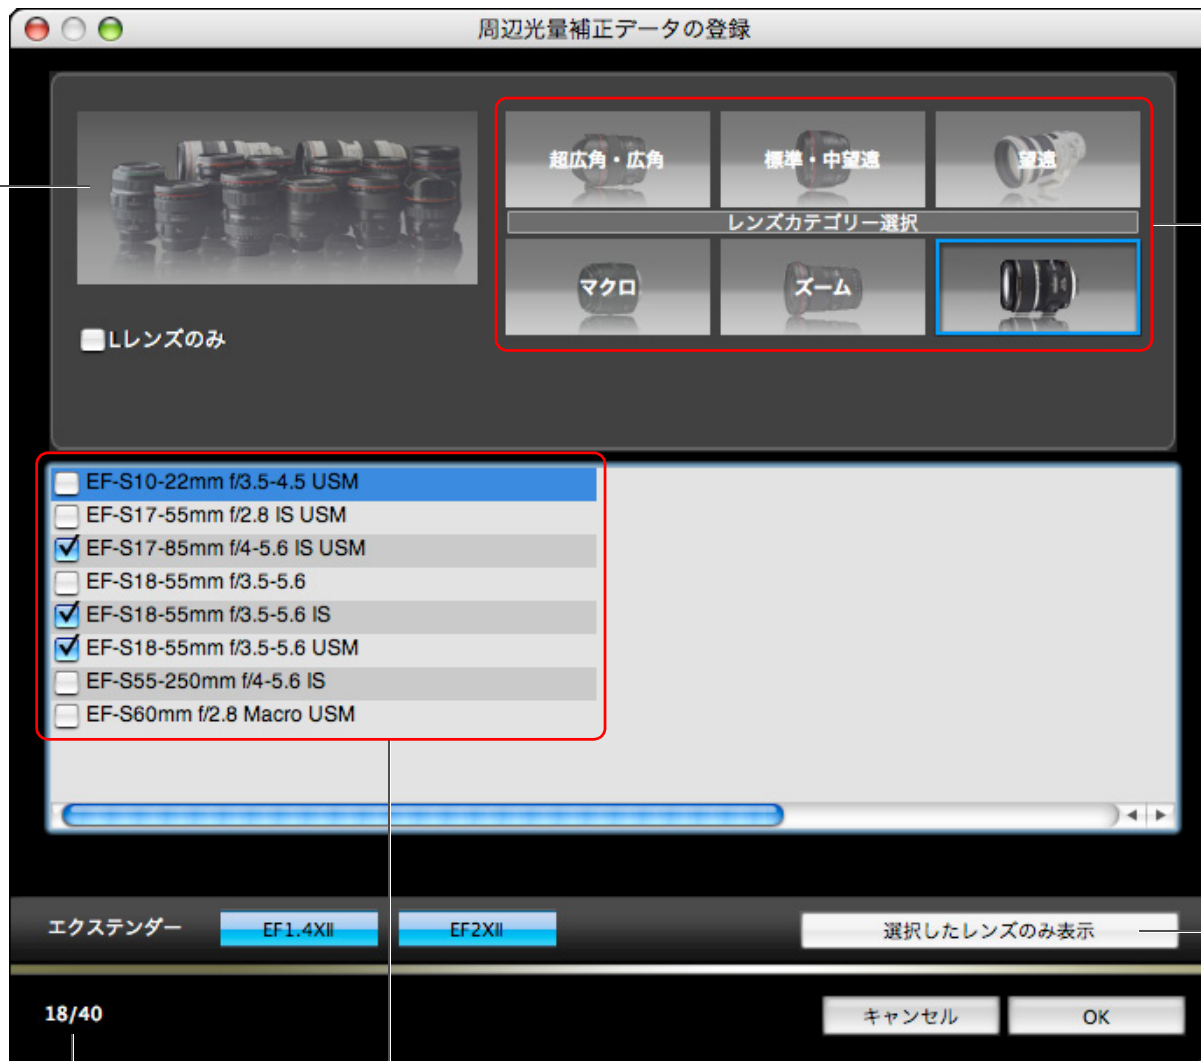 周辺光量補正データの登録
超広角・広角
標準・中望遠
望遠
レンズカテゴリー選択
マクロ
ズーム
Lレンズのみ
EF-S10-22mm f/3.5-4.5 USM
EF-S17-55mm f/2.8 IS USM
EF-S17-85mm f/4-5.6 IS USM
EF-S18-55mm f/3.5-5.6
EF-S18-55mm f/3.5-5.6 IS
EF-S18-55mm f/3.5-5.6 USM
EF-S55-250mm f/4-5.6 IS
EF-S60mm f/2.8 Macro USM
エクステンダー
EF1.4XII
EF2XII
選択したレンズのみ表示
18/40
キャンセル
OK